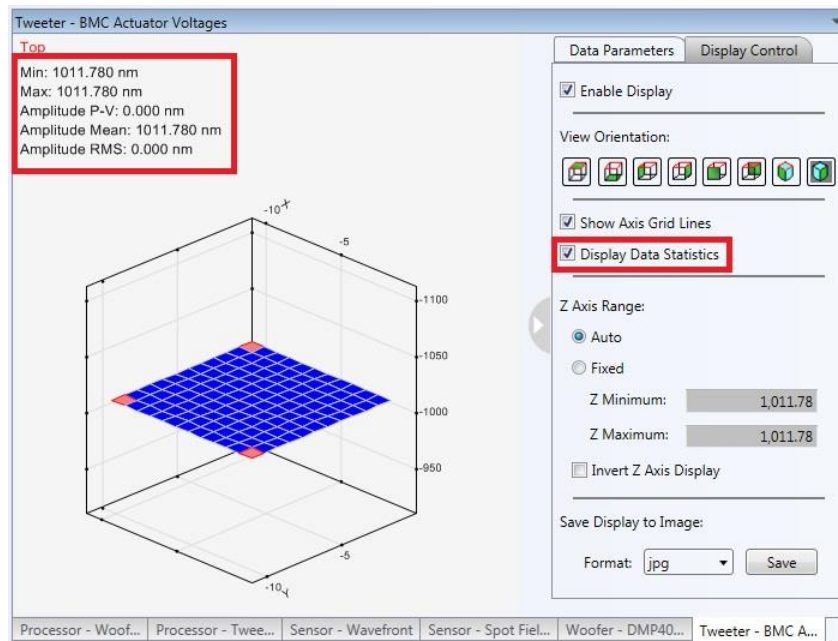 Tweeter - BMC Actuator Voltages
Top
Min: 1011.780 nm
Max: 1011.780 nm
Amplitude P-V: 0.000 nm
Amplitude Mean: 1011.780 nm
Amplitude RMS: 0.000 nm
-10 X
-5
-1100
-1050
-1000
-950
-5
-10 Y
Data Parameters
Display Control
Enable Display
View Orientation:
Show Axis Grid Lines
Display Data Statistics
Z Axis Range:
Auto
Fixed
Z Minimum: 1,011.78
Z Maximum: 1,011.78
Invert Z Axis Display
Save Display to Image:
Format: jpg Save
Processor - Woof... Processor - Twee... Sensor - Wavefront Sensor - Spot Fiel... Woofer - DMP40... Tweeter - BMC A...